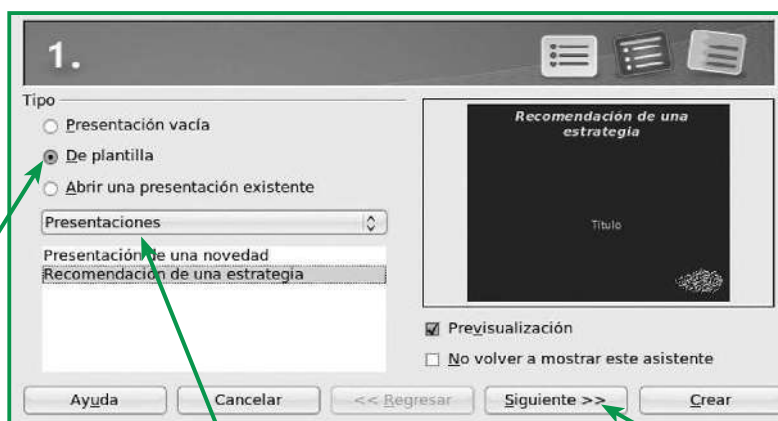 1.
Tipo
Presentación vacía
De plantilla
Abrir una presentación existente
Presentaciones
Presentación de una novedad
Recomendación de una estrategia
Recomendación de una
estrategia
Título
Previsualización
No volver a mostrar este asistente
Ayuda Cancelar << Regresar Siguiente >> Crear